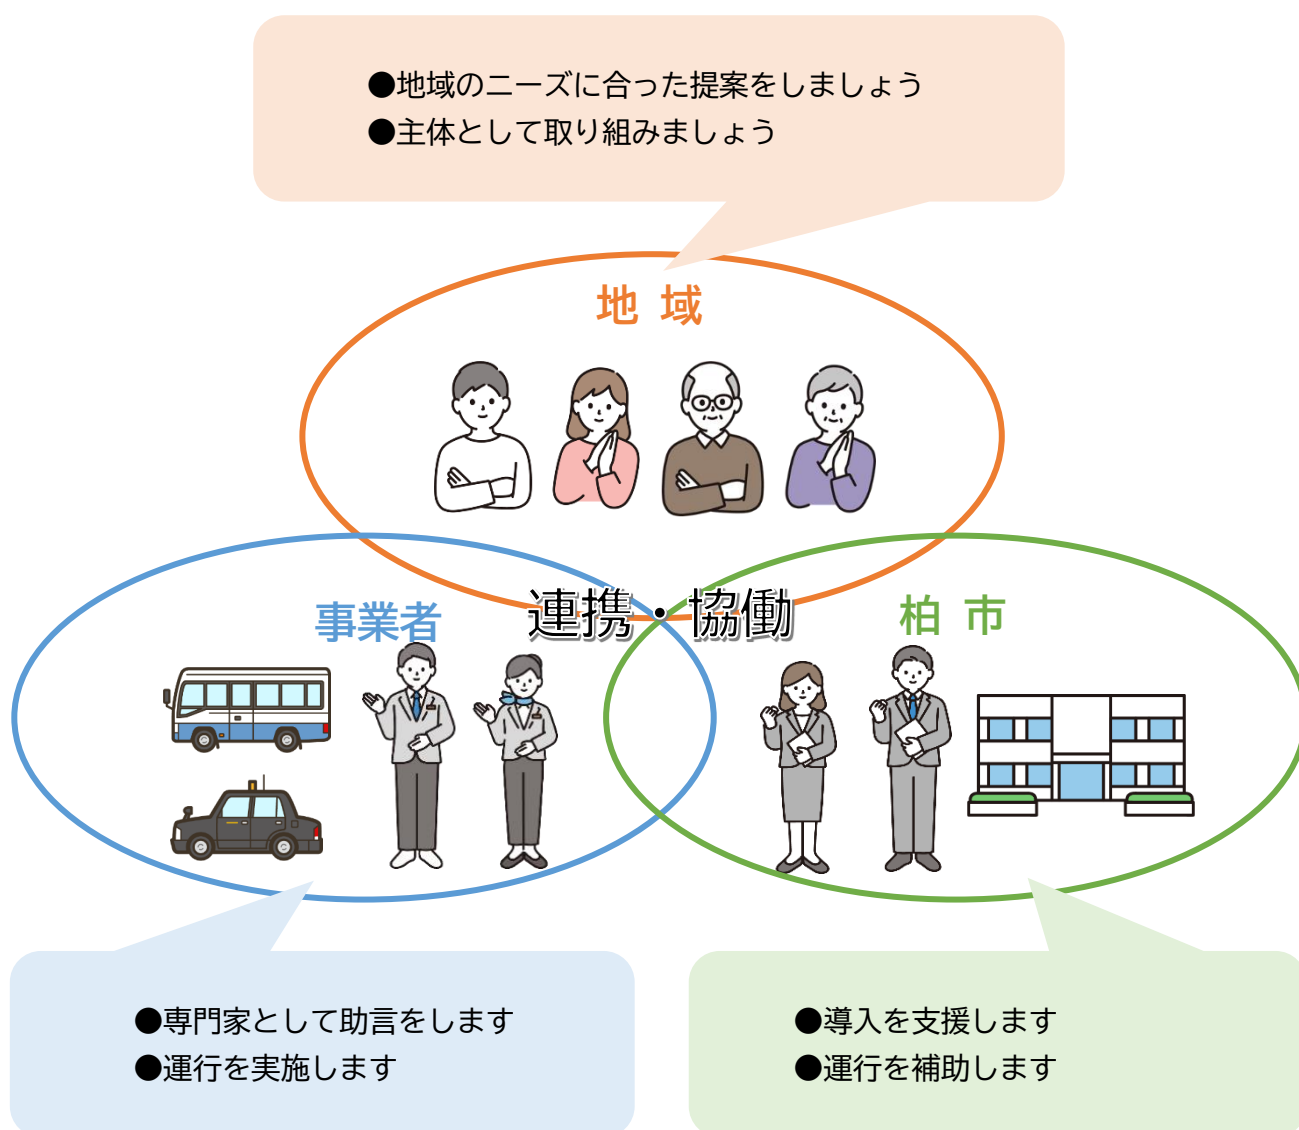 ●地域のニーズに合った提案をしましょう
●主体として取り組みましょう
地 域
連携・協働
事業者
柏 市
●専門家として助言をします
●運行を実施します
●導入を支援します
●運行を補助します